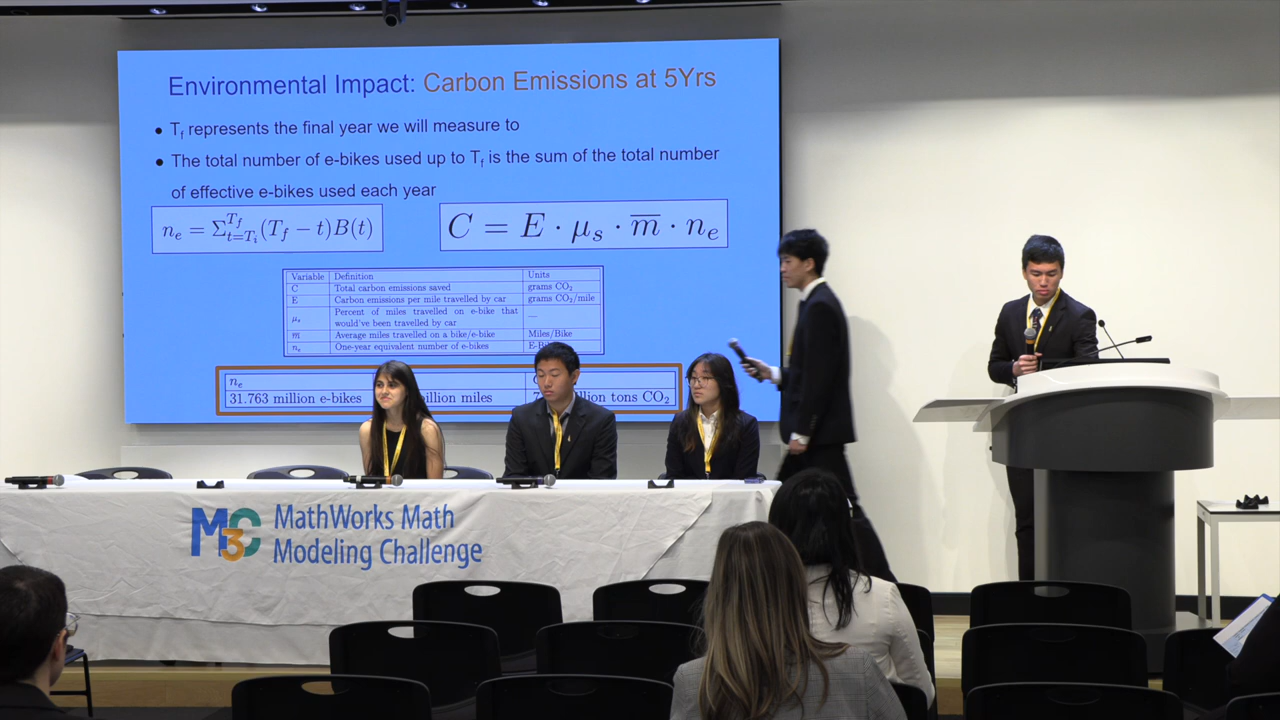 Environmental Impact: Carbon Emissions at 5Yrs
• T_f represents the final year we will measure to
• The total number of e-bikes used up to T_f is the sum of the total number
of effective e-bikes used each year
n_e = Σ_{t=T_i}^{T_f}(T_f − t)B(t)
C = E · μ_s · m̅ · n_e
Variable Definition Units
C Total carbon emissions saved grams CO₂
E Carbon emissions per mile travelled by car grams CO₂/mile
μ_s Percent of miles travelled on e-bike that would've been travelled by car —
m̅ Average miles travelled on a bike/e-bike Miles/Bike
n_e One-year equivalent number of e-bikes
n_e
31.763 million e-bikes miles tons CO₂
M3C MathWorks Math
Modeling Challenge